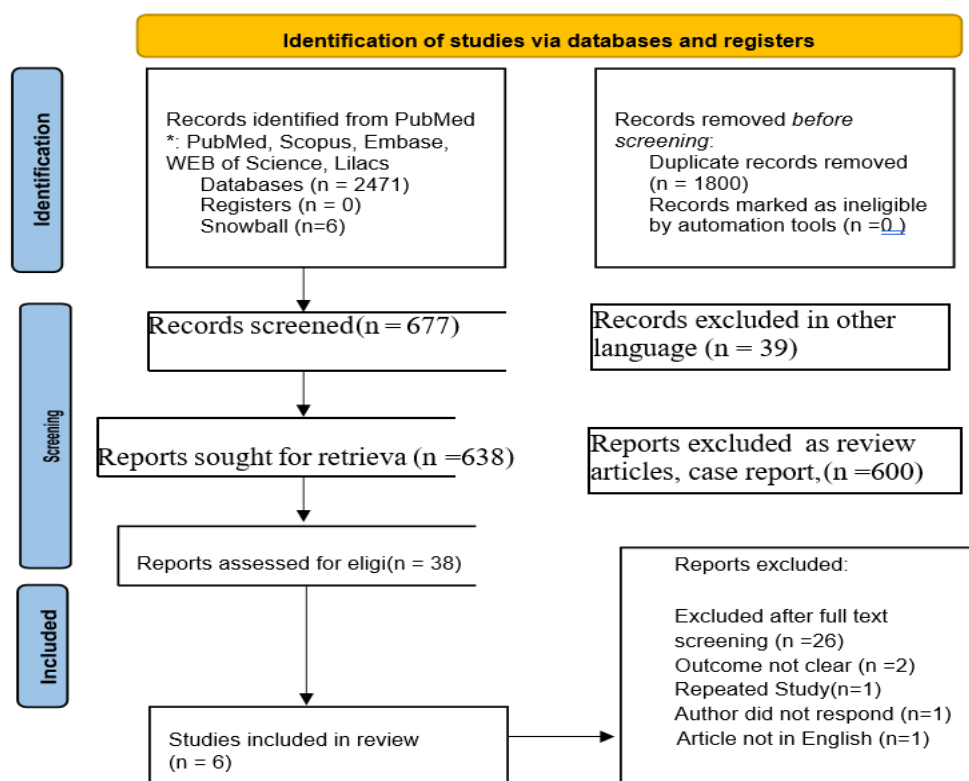 Identification of studies via databases and registers
Identification
Records identified from PubMed
*: PubMed, Scopus, Embase,
WEB of Science, Lilacs
Databases (n = 2471)
Registers (n = 0)
Snowball (n=6)
Records removed before
screening:
Duplicate records removed
(n = 1800)
Records marked as ineligible
by automation tools (n =0 )
Screening
Records screened(n = 677)
Records excluded in other
language (n = 39)
Reports sought for retrieva (n =638)
Reports excluded as review
articles, case report,(n =600)
Reports assessed for eligi(n = 38)
Included
Reports excluded:
Excluded after full text
screening (n =26)
Outcome not clear (n =2)
Repeated Study(n=1)
Author did not respond (n=1)
Article not in English (n=1)
Studies included in review
(n = 6)